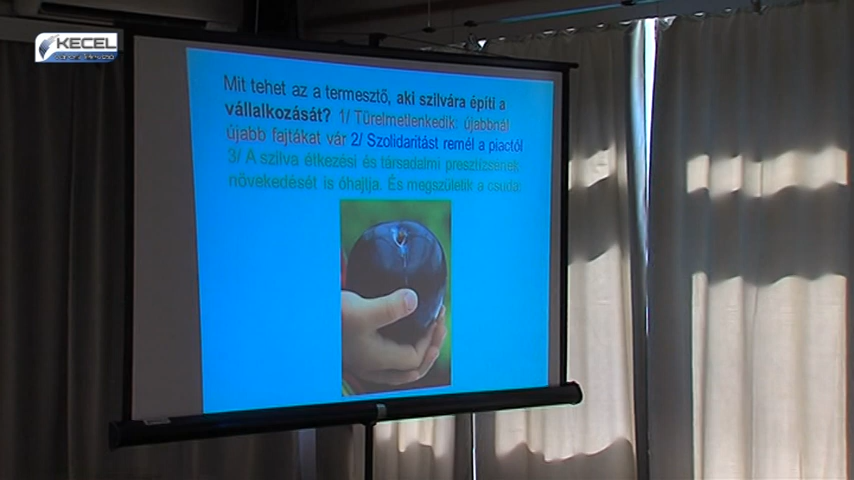 KECEL
Mit tehet az a termesztő, aki szilvára építi a
vállalkozását? 1/ Türelmetlenkedik: újabbnál
újabb fajtákat vár 2/ Szolidaritást remél a piactól
3/ A szilva étkezési és társadalmi presztízsének
növekedését is óhajtja. És megszületik a csuda!